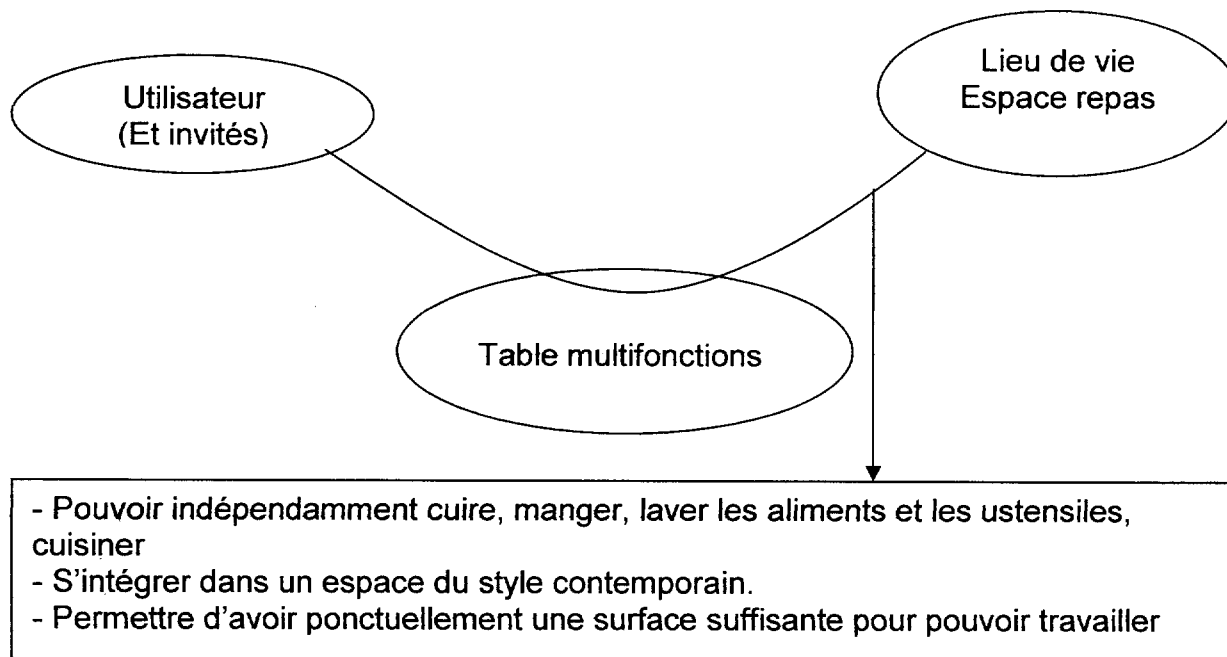 Utilisateur
(Et invités)
Lieu de vie
Espace repas
Table multifonctions
- Pouvoir indépendamment cuire, manger, laver les aliments et les ustensiles,
cuisiner
- S'intégrer dans un espace du style contemporain.
- Permettre d'avoir ponctuellement une surface suffisante pour pouvoir travailler